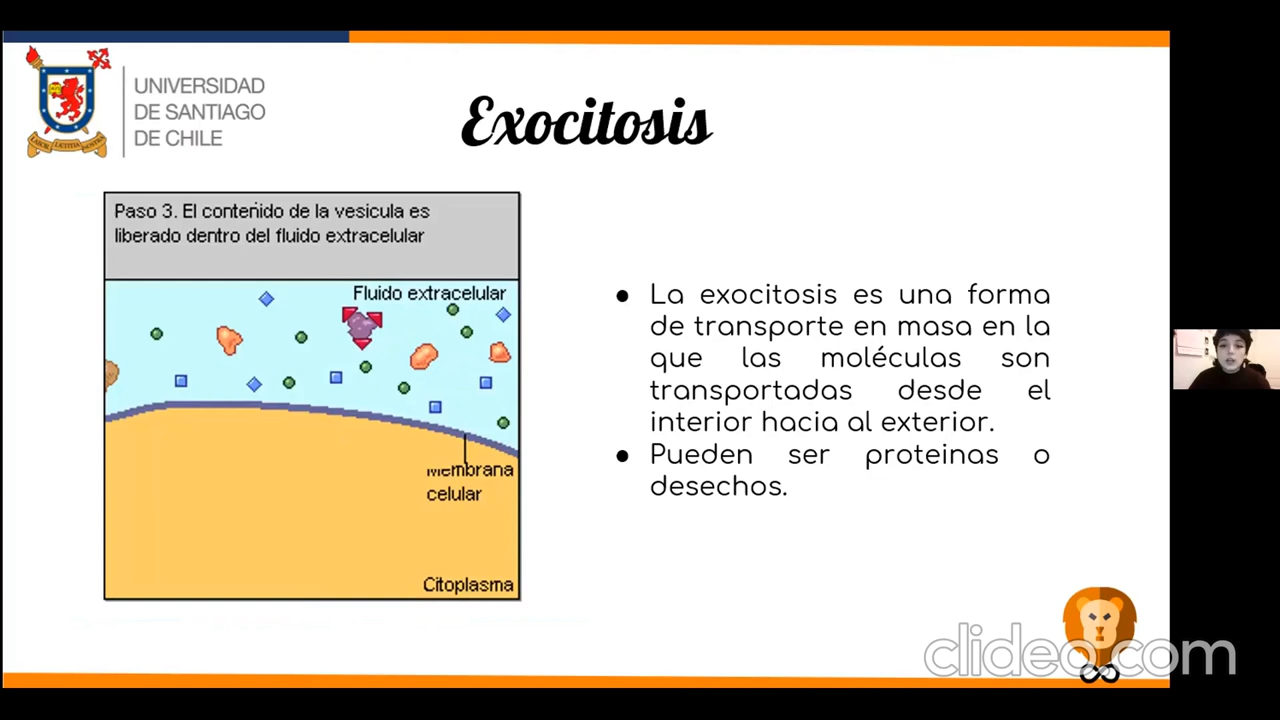 UNIVERSIDAD
DE SANTIAGO
DE CHILE
Exocitosis
Paso 3. El contenido de la vesicula es
liberado dentro del fluido extracelular
Fluido extracelular
Membrana
celular
Citoplasma
● La exocitosis es una forma
de transporte en masa en la
que las moléculas son
transportadas desde el
interior hacia al exterior.
● Pueden ser proteinas o
desechos.
clideo.com